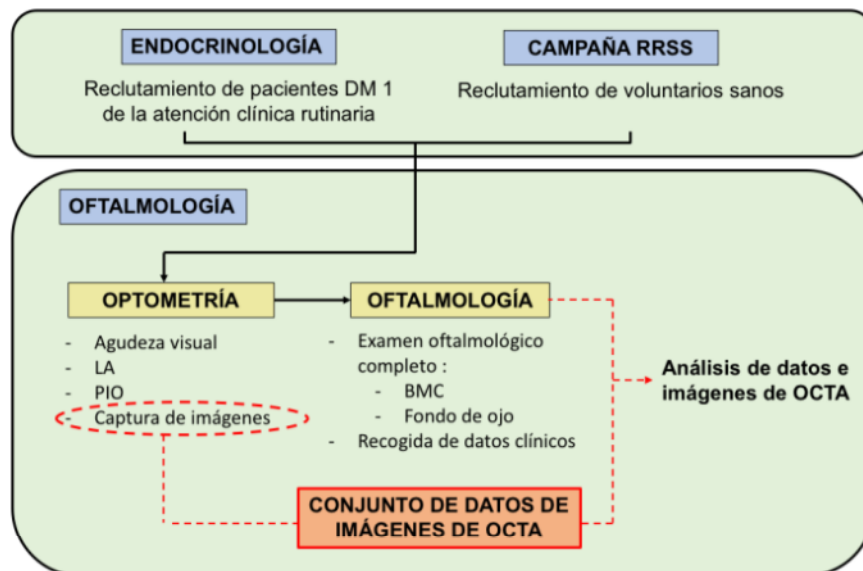 ENDOCRINOLOGÍA
Reclutamiento de pacientes DM 1
de la atención clínica rutinaria
CAMPAÑA RRSS
Reclutamiento de voluntarios sanos
OFTALMOLOGÍA
OPTOMETRÍA
- Agudeza visual
- LA
- PIO
- Captura de imágenes
OFTALMOLOGÍA
- Examen oftalmológico
completo :
- BMC
- Fondo de ojo
- Recogida de datos clínicos
Análisis de datos e
imágenes de OCTA
CONJUNTO DE DATOS DE
IMÁGENES DE OCTA